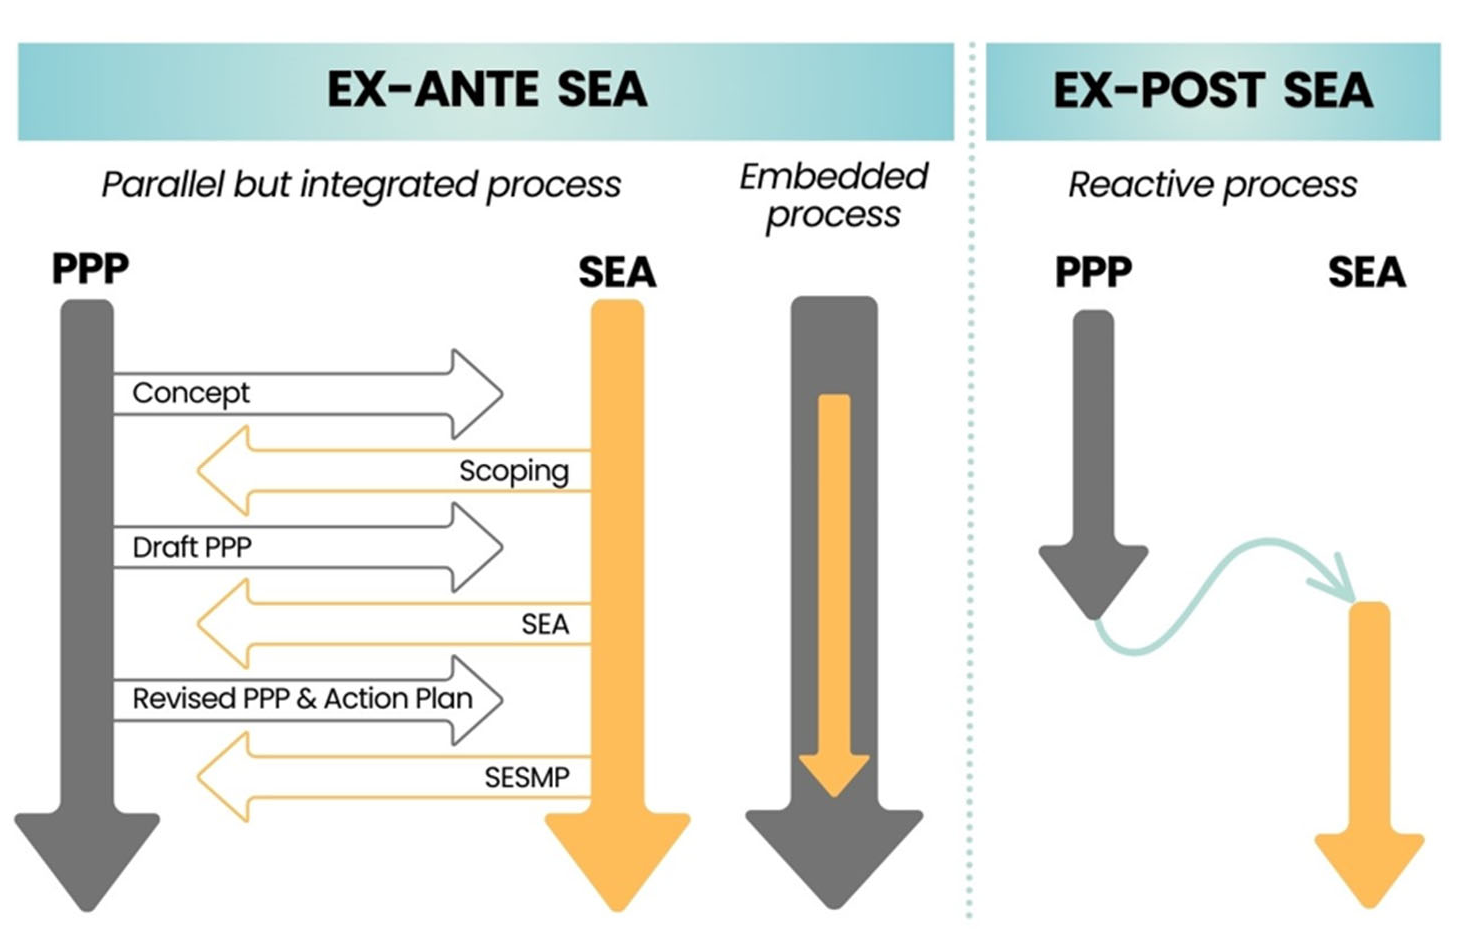 EX-ANTE SEA
Parallel but integrated process
PPP
SEA
Concept
Scoping
Draft PPP
SEA
Revised PPP & Action Plan
SESMP
Embedded
process
EX-POST SEA
Reactive process
PPP
SEA